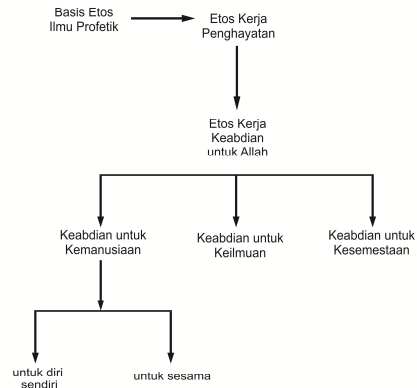 Basis Etos
Ilmu Profetik
Etos Kerja
Penghayatan
Etos Kerja
Keabdian
untuk Allah
Keabdian untuk
Kemanusiaan
Keabdian untuk
Keilmuan
Keabdian untuk
Kesemestaan
untuk diri
sendiri
untuk sesama